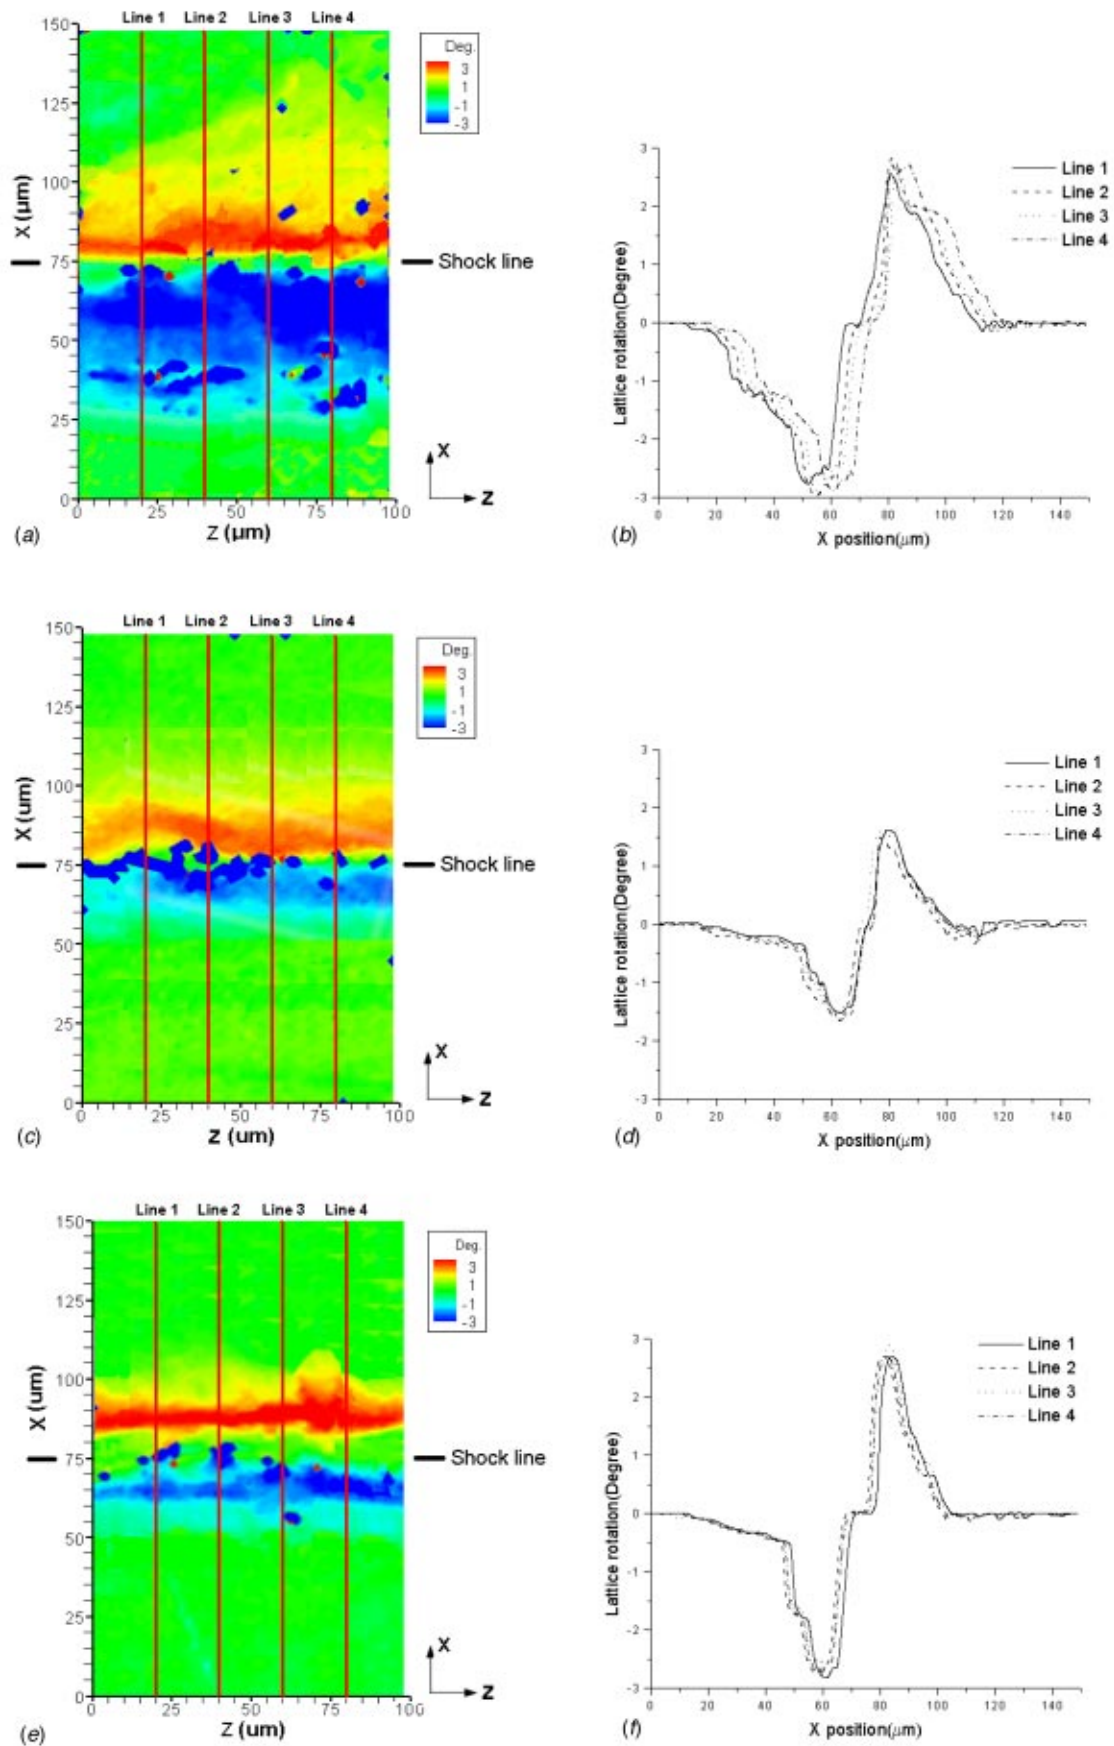 Line 1 Line 2 Line 3 Line 4
150
125
100
75
50
25
0
X (µm)
0 25 50 75 100
Z (µm)
Deg.
3
1
-1
-3
Shock line
X
Z
(a)
3
2
1
0
-1
-2
-3
Lattice rotation(Degree)
0 20 40 60 80 100 120 140
X position(µm)
Line 1
Line 2
Line 3
Line 4
(b)
Line 1 Line 2 Line 3 Line 4
150
125
100
75
50
25
0
X (um)
0 25 50 75 100
Z (um)
Deg.
3
1
-1
-3
Shock line
X
Z
(c)
3
2
1
0
-1
-2
-3
Lattice rotation(Degree)
0 20 40 60 80 100 120 140
X position(µm)
Line 1
Line 2
Line 3
Line 4
(d)
Line 1 Line 2 Line 3 Line 4
150
125
100
75
50
25
0
X (um)
0 25 50 75 100
Z (um)
Deg.
3
1
-1
-3
Shock line
X
Z
(e)
3
2
1
0
-1
-2
-3
Lattice rotation(Degree)
0 20 40 60 80 100 120 140
X position(µm)
Line 1
Line 2
Line 3
Line 4
(f)